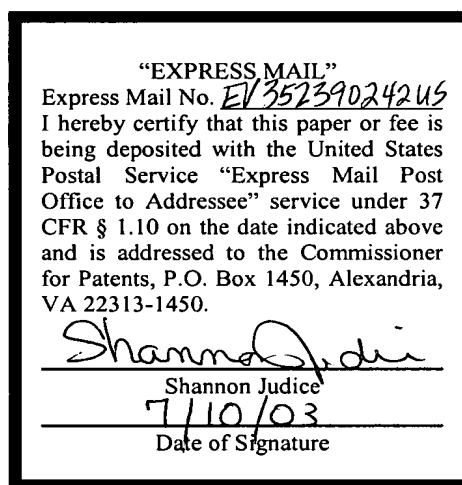 “EXPRESS MAIL”
Express Mail No. EV352390242US
I hereby certify that this paper or fee is
being deposited with the United States
Postal Service “Express Mail Post
Office to Addressee” service under 37
CFR § 1.10 on the date indicated above
and is addressed to the Commissioner
for Patents, P.O. Box 1450, Alexandria,
VA 22313-1450.
Shannon Judice
Shannon Judice
7/10/03
Date of Signature